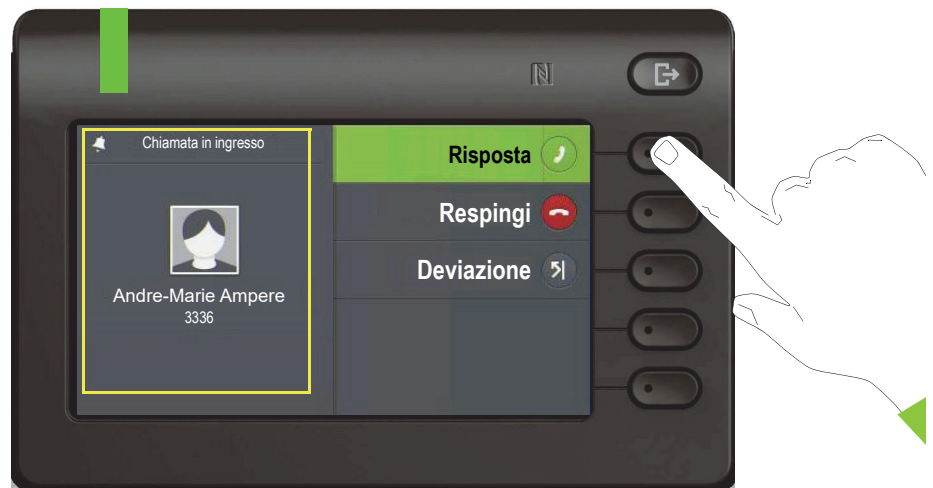 Chiamata in ingresso
Andre-Marie Ampere
3336
Risposta
Respingi
Deviazione